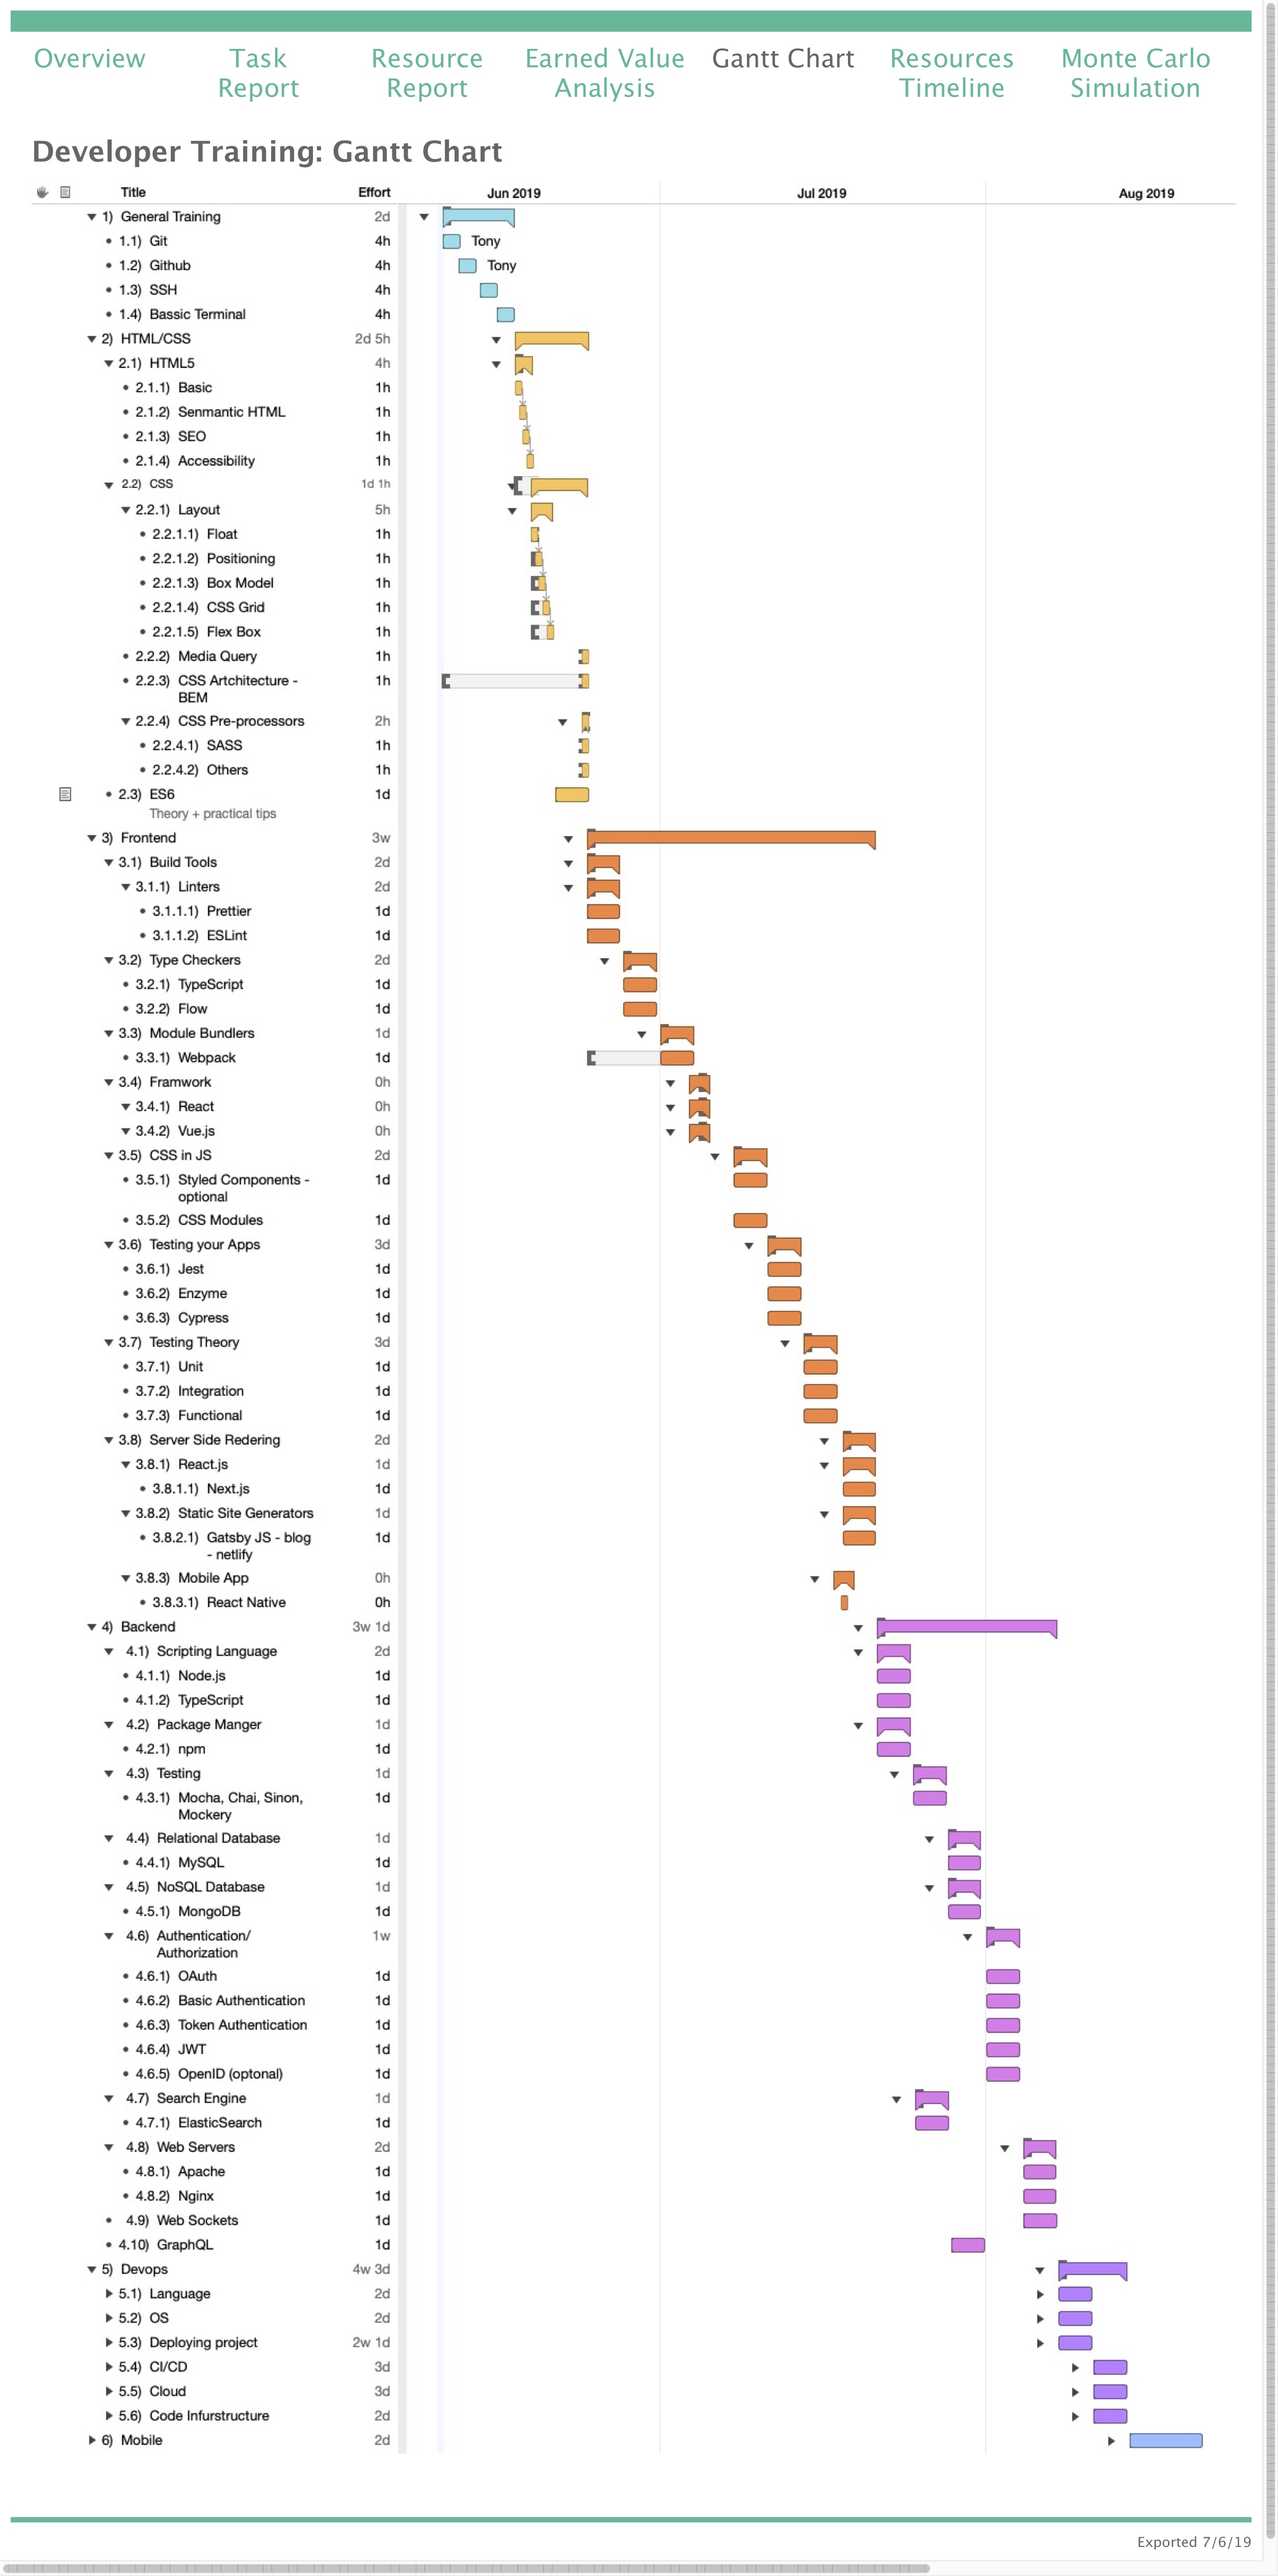 Overview Task Report Resource Report Earned Value Analysis Gantt Chart Resources Timeline Monte Carlo Simulation
Developer Training: Gantt Chart
Title Effort Jun 2019 Jul 2019 Aug 2019
1) General Training 2d
1.1) Git 4h Tony
1.2) Github 4h Tony
1.3) SSH 4h
1.4) Bassic Terminal 4h
2) HTML/CSS 2d 5h
2.1) HTML5 4h
2.1.1) Basic 1h
2.1.2) Senmantic HTML 1h
2.1.3) SEO 1h
2.1.4) Accessibility 1h
2.2) CSS 1d 1h
2.2.1) Layout 5h
2.2.1.1) Float 1h
2.2.1.2) Positioning 1h
2.2.1.3) Box Model 1h
2.2.1.4) CSS Grid 1h
2.2.1.5) Flex Box 1h
2.2.2) Media Query 1h
2.2.3) CSS Artchitecture - 1h
BEM
2.2.4) CSS Pre-processors 2h
2.2.4.1) SASS 1h
2.2.4.2) Others 1h
2.3) ES6 1d
Theory + practical tips
3) Frontend 3w
3.1) Build Tools 2d
3.1.1) Linters 2d
3.1.1.1) Prettier 1d
3.1.1.2) ESLint 1d
3.2) Type Checkers 2d
3.2.1) TypeScript 1d
3.2.2) Flow 1d
3.3) Module Bundlers 1d
3.3.1) Webpack 1d
3.4) Framwork 0h
3.4.1) React 0h
3.4.2) Vue.js 0h
3.5) CSS in JS 2d
3.5.1) Styled Components - 1d
optional
3.5.2) CSS Modules 1d
3.6) Testing your Apps 3d
3.6.1) Jest 1d
3.6.2) Enzyme 1d
3.6.3) Cypress 1d
3.7) Testing Theory 3d
3.7.1) Unit 1d
3.7.2) Integration 1d
3.7.3) Functional 1d
3.8) Server Side Redering 2d
3.8.1) React.js 1d
3.8.1.1) Next.js 1d
3.8.2) Static Site Generators 1d
3.8.2.1) Gatsby JS - blog 1d
- netlify
3.8.3) Mobile App 0h
3.8.3.1) React Native 0h
4) Backend 3w 1d
4.1) Scripting Language 2d
4.1.1) Node.js 1d
4.1.2) TypeScript 1d
4.2) Package Manger 1d
4.2.1) npm 1d
4.3) Testing 1d
4.3.1) Mocha, Chai, Sinon, 1d
Mockery
4.4) Relational Database 1d
4.4.1) MySQL 1d
4.5) NoSQL Database 1d
4.5.1) MongoDB 1d
4.6) Authentication/ 1w
Authorization
4.6.1) OAuth 1d
4.6.2) Basic Authentication 1d
4.6.3) Token Authentication 1d
4.6.4) JWT 1d
4.6.5) OpenID (optonal) 1d
4.7) Search Engine 1d
4.7.1) ElasticSearch 1d
4.8) Web Servers 2d
4.8.1) Apache 1d
4.8.2) Nginx 1d
4.9) Web Sockets 1d
4.10) GraphQL 1d
5) Devops 4w 3d
5.1) Language 2d
5.2) OS 2d
5.3) Deploying project 2w 1d
5.4) CI/CD 3d
5.5) Cloud 3d
5.6) Code Infurstructure 2d
6) Mobile 2d
Exported 7/6/19